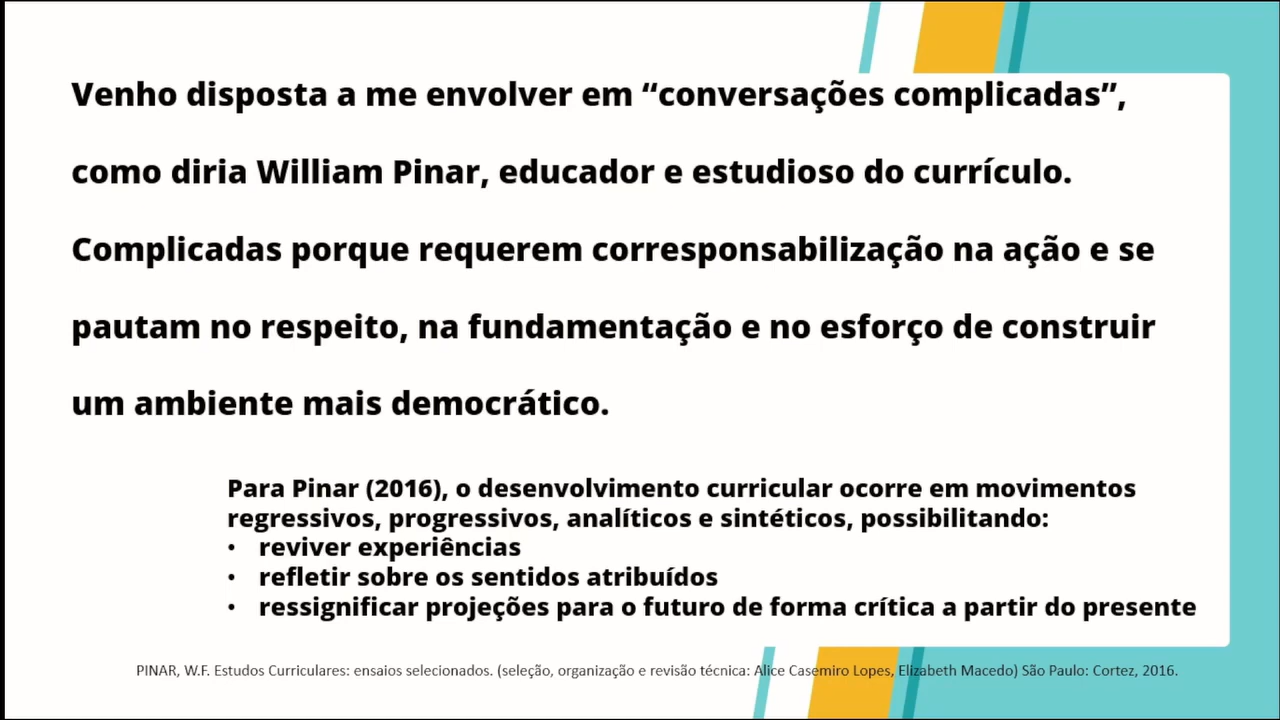 Venho disposta a me envolver em “conversações complicadas”,
como diria William Pinar, educador e estudioso do currículo.
Complicadas porque requerem corresponsabilização na ação e se
pautam no respeito, na fundamentação e no esforço de construir
um ambiente mais democrático.
Para Pinar (2016), o desenvolvimento curricular ocorre em movimentos
regressivos, progressivos, analíticos e sintéticos, possibilitando:
• reviver experiências
• refletir sobre os sentidos atribuídos
• ressignificar projeções para o futuro de forma crítica a partir do presente
PINAR, W.F. Estudos Curriculares: ensaios selecionados. (seleção, organização e revisão técnica: Alice Casemiro Lopes, Elizabeth Macedo) São Paulo: Cortez, 2016.